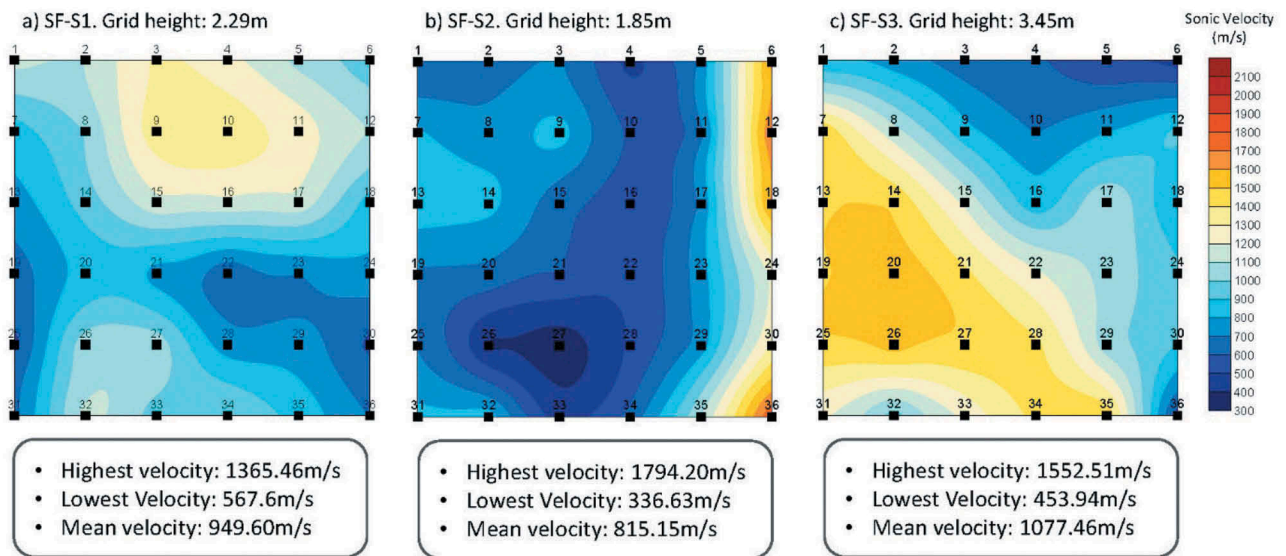 a) SF-S1. Grid height: 2.29m
b) SF-S2. Grid height: 1.85m
c) SF-S3. Grid height: 3.45m
Sonic Velocity
(m/s)
1 2 3 4 5 6
7 8 9 10 11 12
13 14 15 16 17 18
19 20 21 22 23 24
25 26 27 28 29 30
31 32 33 34 35 36
1 2 3 4 5 6
7 8 9 10 11 12
13 14 15 16 17 18
19 20 21 22 23 24
25 26 27 28 29 30
31 32 33 34 35 36
1 2 3 4 5 6
7 8 9 10 11 12
13 14 15 16 17 18
19 20 21 22 23 24
25 26 27 28 29 30
31 32 33 34 35 36
2100
2000
1900
1800
1700
1600
1500
1400
1300
1200
1100
1000
900
800
700
600
500
400
300
• Highest velocity: 1365.46m/s
• Lowest Velocity: 567.6m/s
• Mean velocity: 949.60m/s
• Highest velocity: 1794.20m/s
• Lowest Velocity: 336.63m/s
• Mean velocity: 815.15m/s
• Highest velocity: 1552.51m/s
• Lowest Velocity: 453.94m/s
• Mean velocity: 1077.46m/s